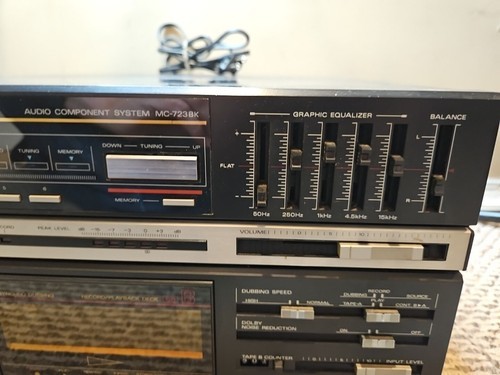 AUDIO COMPONENT SYSTEM MC-723BK
GRAPHIC EQUALIZER
BALANCE
TUNING
MEMORY
DOWN TUNING UP
FLAT
L
R
MEMORY
50Hz 250Hz 1kHz 4.5kHz 15kHz
PEAK LEVEL
VOLUME
DUBBING SPEED
HIGH NORMAL
RECORD
DUBBING SOURCE
PLAY
TAPE-A
DOLBY
NOISE REDUCTION
ON OFF
TAPE B COUNTER
INPUT LEVEL